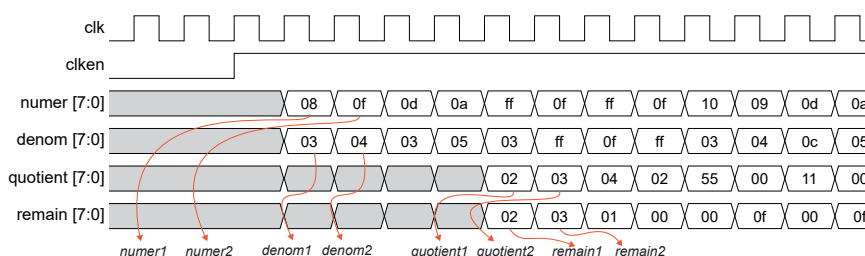 clk
clken
numer [7:0] 08 0f 0d 0a ff 0f ff 0f 10 09 0d 0a
denom [7:0] 03 04 03 05 03 ff 0f ff 03 04 0c 05
quotient [7:0] 02 03 04 02 55 00 11 00
remain [7:0] 02 03 01 00 00 0f 00 0f
numer1 numer2 denom1 denom2 quotient1 quotient2 remain1 remain2